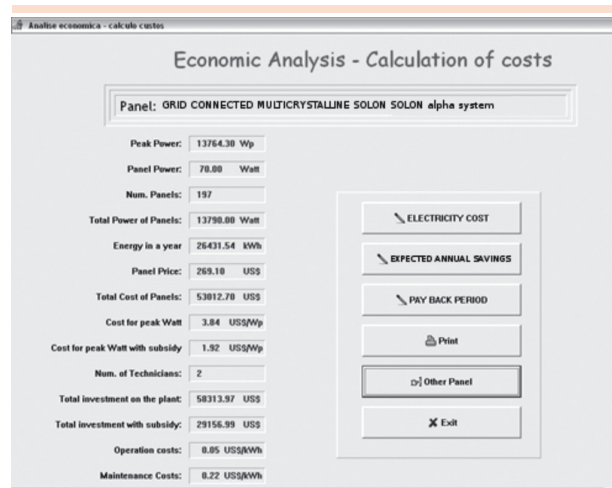 Analise economica - calculo custos
Economic Analysis - Calculation of costs
Panel: GRID CONNECTED MULTICRYSTALLINE SOLON SOLON alpha system
Peak Power: 13764.30 Wp
Panel Power: 70.00 Watt
Num. Panels: 197
Total Power of Panels: 13790.00 Watt
Energy in a year 26431.54 kWh
Panel Price: 269.10 US$
Total Cost of Panels: 53012.70 US$
Cost for peak Watt 3.84 US$/Wp
Cost for peak Watt with subsidy 1.92 US$/Wp
Num. of Technicians: 2
Total investment on the plant: 58313.97 US$
Total investment with subsidy: 29156.99 US$
Operation costs: 0.05 US$/kWh
Maintenance Costs: 0.22 US$/kWh
ELECTRICITY COST
EXPECTED ANNUAL SAVINGS
PAY BACK PERIOD
Print
Other Panel
Exit